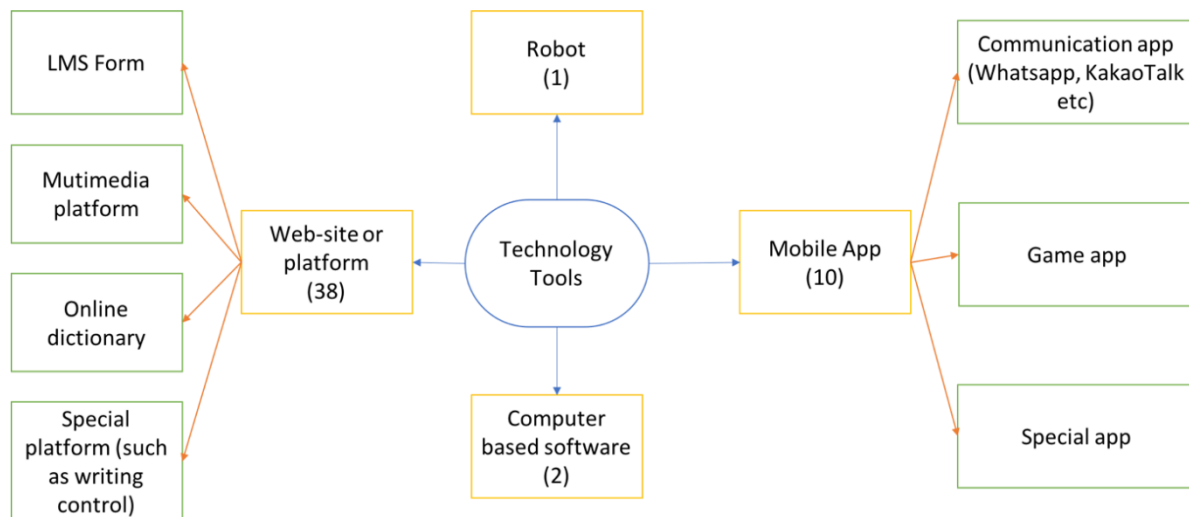 LMS Form
Mutimedia
platform
Online
dictionary
Special
platform (such
as writing
control)
Web-site or
platform
(38)
Robot
(1)
Technology
Tools
Computer
based software
(2)
Mobile App
(10)
Communication app
(Whatsapp, KakaoTalk
etc)
Game app
Special app